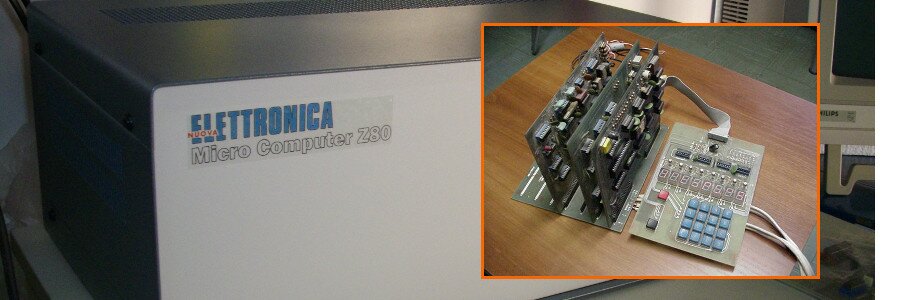 NUOVA ELETTRONICA
Micro Computer Z80
PHILIPS